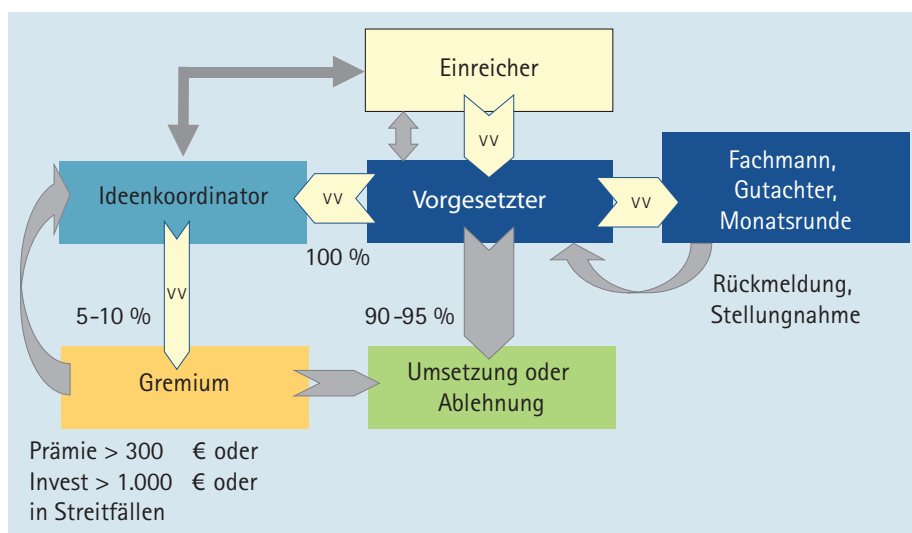 Einreicher
VV
Ideenkoordinator
VV
Vorgesetzter
VV
Fachmann,
Gutachter,
Monatsrunde
100 %
Rückmeldung,
Stellungnahme
VV
5-10 %
90-95 %
Gremium
Umsetzung oder
Ablehnung
Prämie > 300 € oder
Invest > 1.000 € oder
in Streitfällen